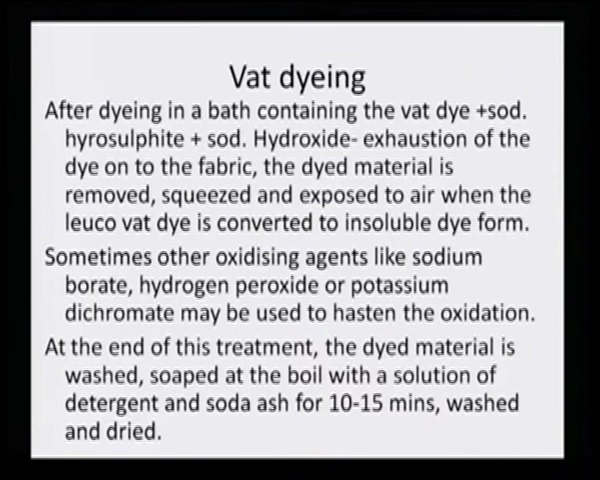 Vat dyeing
After dyeing in a bath containing the vat dye +sod.
hyrosulphite + sod. Hydroxide- exhaustion of the
dye on to the fabric, the dyed material is
removed, squeezed and exposed to air when the
leuco vat dye is converted to insoluble dye form.
Sometimes other oxidising agents like sodium
borate, hydrogen peroxide or potassium
dichromate may be used to hasten the oxidation.
At the end of this treatment, the dyed material is
washed, soaped at the boil with a solution of
detergent and soda ash for 10-15 mins, washed
and dried.